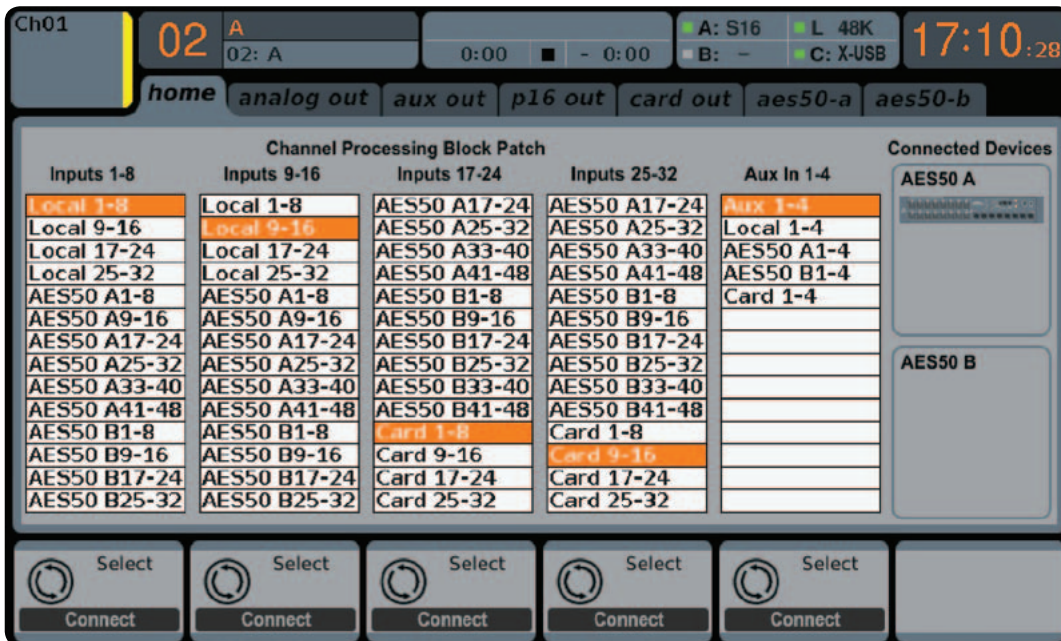 Ch01
02
A
02: A
0:00 - 0:00
A: S16
B: -
L 48K
C: X-USB
17:10:28
home analog out aux out p16 out card out aes50-a aes50-b
Channel Processing Block Patch
Connected Devices
Inputs 1-8 Inputs 9-16 Inputs 17-24 Inputs 25-32 Aux In 1-4
Local 1-8 Local 1-8 AES50 A17-24 AES50 A17-24 Aux 1-4
Local 9-16 Local 9-16 AES50 A25-32 AES50 A25-32 Local 1-4
Local 17-24 Local 17-24 AES50 A33-40 AES50 A33-40 AES50 A1-4
Local 25-32 Local 25-32 AES50 A41-48 AES50 A41-48 AES50 B1-4
AES50 A1-8 AES50 A1-8 AES50 B1-8 AES50 B1-8 Card 1-4
AES50 A9-16 AES50 A9-16 AES50 B9-16 AES50 B9-16
AES50 A17-24 AES50 A17-24 AES50 B17-24 AES50 B17-24
AES50 A25-32 AES50 A25-32 AES50 B25-32 AES50 B25-32
AES50 A33-40 AES50 A33-40 AES50 B33-40 AES50 B33-40
AES50 A41-48 AES50 A41-48 AES50 B41-48 AES50 B41-48
AES50 B1-8 AES50 B1-8 Card 1-8 Card 1-8
AES50 B9-16 AES50 B9-16 Card 9-16 Card 9-16
AES50 B17-24 AES50 B17-24 Card 17-24 Card 17-24
AES50 B25-32 AES50 B25-32 Card 25-32 Card 25-32
AES50 A
AES50 B
Select Select Select Select Select
Connect Connect Connect Connect Connect